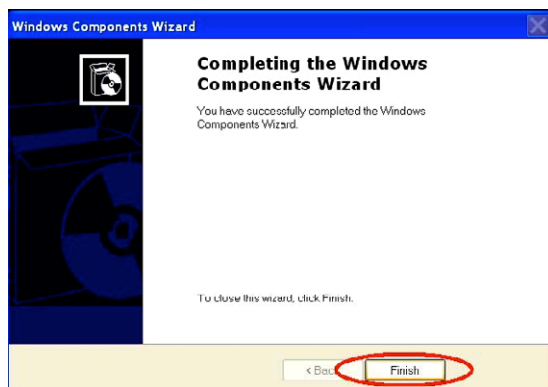 Windows Components Wizard
Completing the Windows
Components Wizard
You have successfully completed the Windows
Components Wizard.
To close this wizard, click Finish.
< Back
Finish